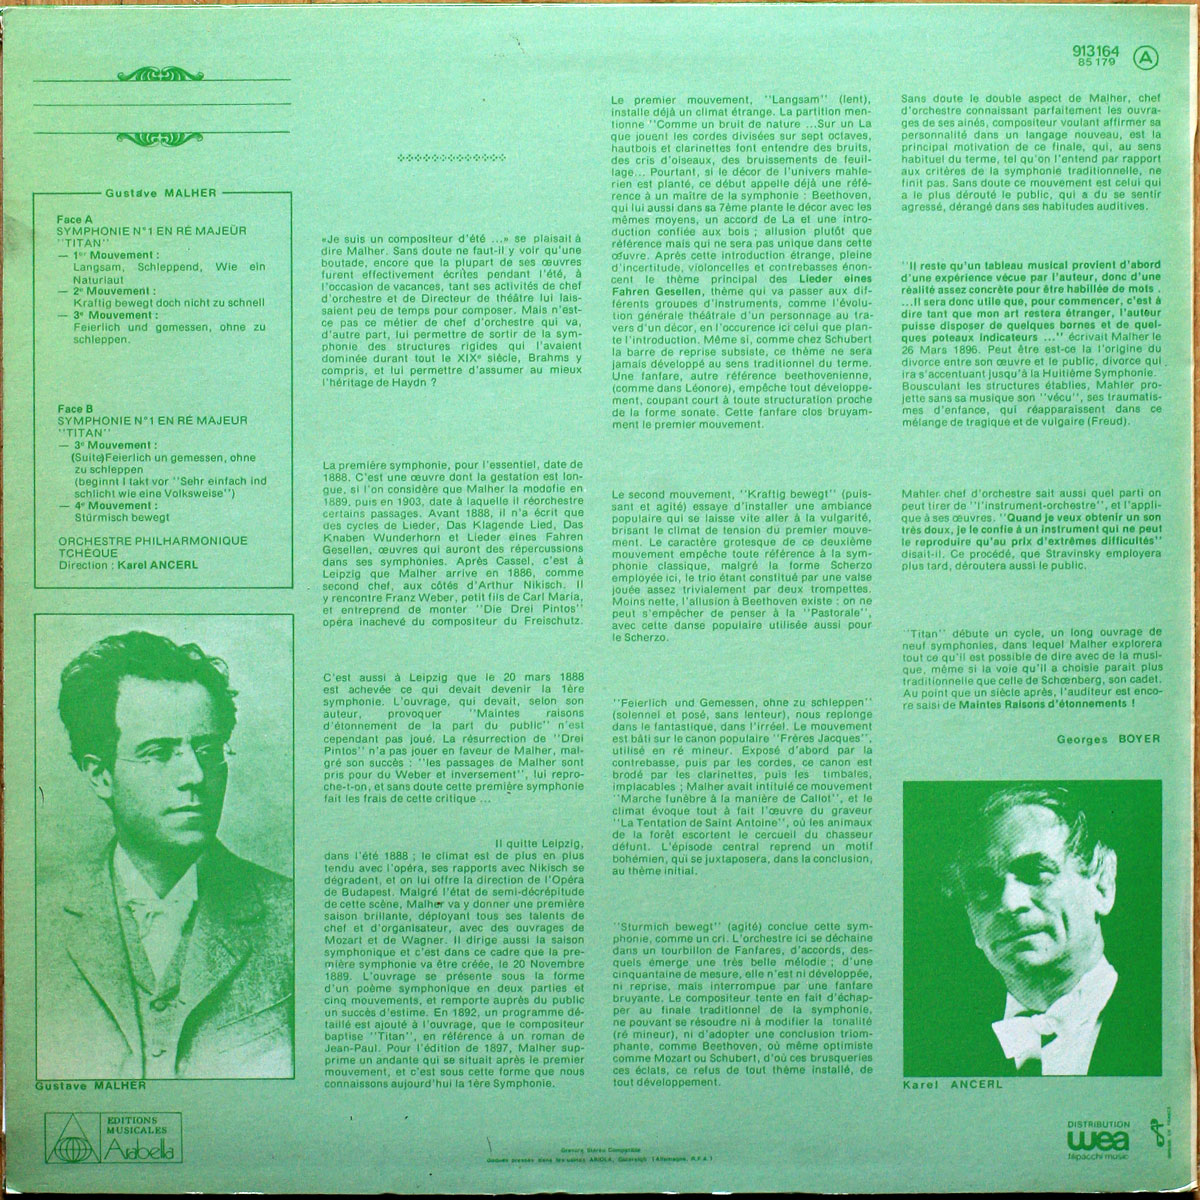 913164
85 179
A
Gustave MALHER
Face A
SYMPHONIE N°1 EN RÉ MAJEUR
''TITAN''
— 1er Mouvement :
Langsam, Schleppend, Wie ein
Naturlaut
— 2e Mouvement :
Kraftig bewegt doch nicht zu schnell
— 3e Mouvement :
Feierlich und gomessen, ohne zu
schleppen.
Face B
SYMPHONIE N°1 EN RÉ MAJEUR
''TITAN''
— 3e Mouvement :
(Suite)Feierlich un gemessen, ohne
zu schleppen
(beginnt I takt vor ''Sehr einfach ind
schlicht wie eine Volksweise'')
— 4e Mouvement :
Stürmisch bewegt
ORCHESTRE PHILHARMONIQUE
TCHÈQUE
Direction : Karel ANCERL
Gustave MALHER
EDITIONS
MUSICALES
Arabella
«Je suis un compositeur d'été ...» se plaisait à
dire Malher. Sans doute ne faut-il y voir qu'une
boutade, encore que la plupart de ses œuvres
furent effectivement écrites pendant l'été, à
l'occasion de vacances, tant ses activités de chef
d'orchestre et de Directeur de théâtre lui lais-
saient peu de temps pour composer. Mais n'est-
ce pas ce métier de chef d'orchestre qui va,
d'autre part, lui permettre de sortir de la sym-
phonie des structures rigides qui l'avaient
dominée durant tout le XIXe siècle, Brahms y
compris, et lui permettre d'assumer au mieux
l'héritage de Haydn ?
La première symphonie, pour l'essentiel, date de
1888. C'est une œuvre dont la gestation est lon-
gue, si l'on considère que Malher la modofie en
1889, puis en 1903, date à laquelle il réorchestre
certains passages. Avant 1888, il n'a écrit que
des cycles de Lieder, Das Klagende Lied, Das
Knaben Wunderhorn et Lieder eines Fahren
Gesellen, œuvres qui auront des répercussions
dans ses symphonies. Après Cassel, c'est à
Leipzig que Malher arrive en 1886, comme
second chef, aux côtés d'Arthur Nikisch. Il
y rencontre Franz Weber, petit fils de Carl Maria,
et entreprend de monter ''Die Drei Pintos''
opéra inachevé du compositeur du Freischutz.
C'est aussi à Leipzig que le 20 mars 1888
est achevée ce qui devait devenir la 1ère
symphonie. L'ouvrage, qui devait, selon son
auteur, provoquer ''Maintes raisons
d'étonnement de la part du public'' n'est
cependant pas joué. La résurrection de ''Drei
Pintos'' n'a pas jouer en faveur de Malher, mal-
gré son succès : ''les passages de Malher sont
pris pour du Weber et inversement'', lui repro-
che-t-on, et sans doute cette première symphonie
fait les frais de cette critique ...
Il quitte Leipzig,
dans l'été 1888 ; le climat est de plus en plus
tendu avec l'opéra, ses rapports avec Nikisch se
dégradent, et on lui offre la direction de l'Opéra
de Budapest. Malgré l'état de semi-décrépitude
de cette scène, Malher va y donner une première
saison brillante, déployant tous ses talents de
chef et d'organisateur, avec des ouvrages de
Mozart et de Wagner. Il dirige aussi la saison
symphonique et c'est dans ce cadre que la pre-
mière symphonie va être créée, le 20 Novembre
1889. L'ouvrage se présente sous la forme
d'un poème symphonique en deux parties et
cinq mouvements, et remporte auprès du public
un succès d'estime. En 1892, un programme dé-
taillé est ajouté à l'ouvrage, que le compositeur
baptise ''Titan'', en référence à un roman de
Jean-Paul. Pour l'édition de 1897, Malher sup-
prime un andante qui se situait après le premier
mouvement, et c'est sous cette forme que nous
connaissons aujourd'hui la 1ère Symphonie.
Le premier mouvement, ''Langsam'' (lent),
installe déjà un climat étrange. La partition men-
tionne ''Comme un bruit de nature ...Sur un La
que jouent les cordes divisées sur sept octaves,
hautbois et clarinettes font entendre des bruits,
des cris d'oiseaux, des bruissements de feuil-
lage... Pourtant, si le décor de l'univers mahle-
rien est planté, ce début appelle déjà une réfé-
rence à un maître de la symphonie : Beethoven,
qui lui aussi dans sa 7ème plante le décor avec les
mêmes moyens, un accord de La et une intro-
duction confiée aux bois ; allusion plutôt que
référence mais qui ne sera pas unique dans cette
œuvre. Après cette introduction étrange, pleine
d'incertitude, violoncelles et contrebasses énon-
cent le thème principal des Lieder eines
Fahren Gesellen, thème qui va passer aux dif-
férents groupes d'instruments, comme l'évolu-
tion générale théâtrale d'un personnage au tra-
vers d'un décor, en l'occurence ici celui que plan-
te l'introduction. Même si, comme chez Schubert
la barre de reprise subsiste, ce thème ne sera
jamais développé au sens traditionnel du terme.
Une fanfare, autre référence beethovenienne,
(comme dans Léonore), empêche tout développe-
ment, coupant court à toute structuration proche
de la forme sonate. Cette fanfare clos bruyam-
ment le premier mouvement.
Le second mouvement, ''Kraftig bewegt'' (puis-
sant et agité) essaye d'installer une ambiance
populaire qui se laisse vite aller à la vulgarité,
brisant le climat de tension du premier mouve-
ment. Le caractère grotesque de ce deuxième
mouvement empêche toute référence à la sym-
phonie classique, malgré la forme Scherzo
employée ici, le trio étant constitué par une valse
jouée assez trivialement par deux trompettes.
Moins nette, l'allusion à Beethoven existe : on ne
peut s'empêcher de penser à la ''Pastorale'',
avec cette danse populaire utilisée aussi pour
le Scherzo.
''Feierlich und Gemessen, ohne zu schleppen''
(solennel et posé, sans lenteur), nous replonge
dans le fantastique, dans l'irréel. Le mouvement
est bâti sur le canon populaire ''Fréres Jacques'',
utilisé en ré mineur. Exposé d'abord par la
contrebasse, puis par les cordes, ce canon est
brodé par les clarinettes, puis les timbales,
implacables ; Malher avait intitulé ce mouvement
''Marche funèbre à la manière de Callot'', et le
climat évoque tout à fait l'œuvre du graveur
''La Tentation de Saint Antoine'', où les animaux
de la forêt escortent le cercueil du chasseur
défunt. L'épisode central reprend un motif
bohémien, qui se juxtaposera, dans la conclusion,
au thème initial.
''Sturmich bewegt'' (agité) conclue cette sym-
phonie, comme un cri. L'orchestre ici se déchaine
dans un tourbillon de Fanfares, d'accords, des-
quels émerge une très belle mélodie ; d'une
cinquantaine de mesure, elle n'est ni développée,
ni reprise, mais interrompue par une fanfare
bruyante. Le compositeur tente en fait d'échap-
per au finale traditionnel de la symphonie,
ne pouvant se résoudre ni à modifier la tonalité
(ré mineur), ni d'adopter une conclusion triom-
phante, comme Beethoven, où même optimiste
comme Mozart ou Schubert, d'où ces brusqueries
ces éclats, ce refus de tout thème installé, de
tout développement.
Sans doute le double aspect de Malher, chef
d'orchestre connaissant parfaitement les ouvra-
ges de ses ainés, compositeur voulant affirmer sa
personnalité dans un langage nouveau, est la
principal motivation de ce finale, qui, au sens
habituel du terme, tel qu'on l'entend par rapport
aux critères de la symphonie traditionnelle, ne
finit pas. Sans doute ce mouvement est celui qui
a le plus dérouté le public, qui a du se sentir
agressé, dérangé dans ses habitudes auditives.
''Il reste qu'un tableau musical provient d'abord
d'une expérience vécue par l'auteur, donc d'une
réalité assez concrète pour être habillée de mots .
...Il sera donc utile que, pour commencer, c'est à
dire tant que mon art restera étranger, l'auteur
puisse disposer de quelques bornes et de quel-
ques poteaux indicateurs ...'' écrivait Malher le
26 Mars 1896. Peut être est-ce la l'origine du
divorce entre son œuvre et le public, divorce qui
ira s'accentuant jusqu'à la Huitième Symphonie.
Bousculant les structures établies, Mahler pro-
jette sans sa musique son ''vécu'', ses traumatis-
mes d'enfance, qui réapparaissent dans ce
mélange de tragique et de vulgaire (Freud).
Mahler chef d'orchestre sait aussi quel parti on
peut tirer de ''l'instrument-orchestre'', et l'appli-
que à ses œuvres. ''Quand je veux obtenir un son
très doux, je le confie à un instrument qui ne peut
le reproduire qu'au prix d'extrêmes difficultés''
disait-il. Ce procédé, que Stravinsky employera
plus tard, déroutera aussi le public.
''Titan'' débute un cycle, un long ouvrage de
neuf symphonies, dans lequel Malher explorera
tout ce qu'il est possible de dire avec de la musi-
que, même si la voie qu'il a choisie parait plus
traditionnelle que celle de Schœnberg, son cadet.
Au point que un siècle après, l'auditeur est enco-
re saisi de Maintes Raisons d'étonnements !
Georges BOYER
Karel ANCERL
DISTRIBUTION
wea
filipacchi music
Gravure Stéréo Compatible